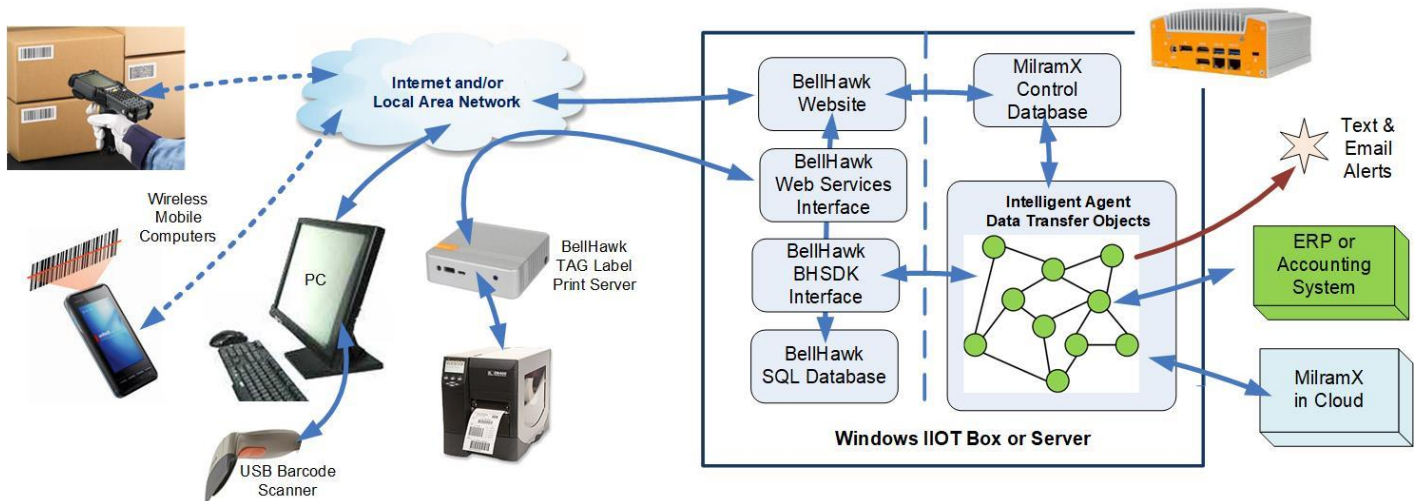 Internet and/or
Local Area Network
BellHawk
Website
MilramX
Control
Database
Text &
Email
Alerts
BellHawk
Web Services
Interface
Intelligent Agent
Data Transfer Objects
Wireless
Mobile
Computers
PC
BellHawk
TAG Label
Print Server
BellHawk
BHSDK
Interface
ERP or
Accounting
System
BellHawk
SQL Database
MilramX
in Cloud
Windows IIOT Box or Server
USB Barcode
Scanner